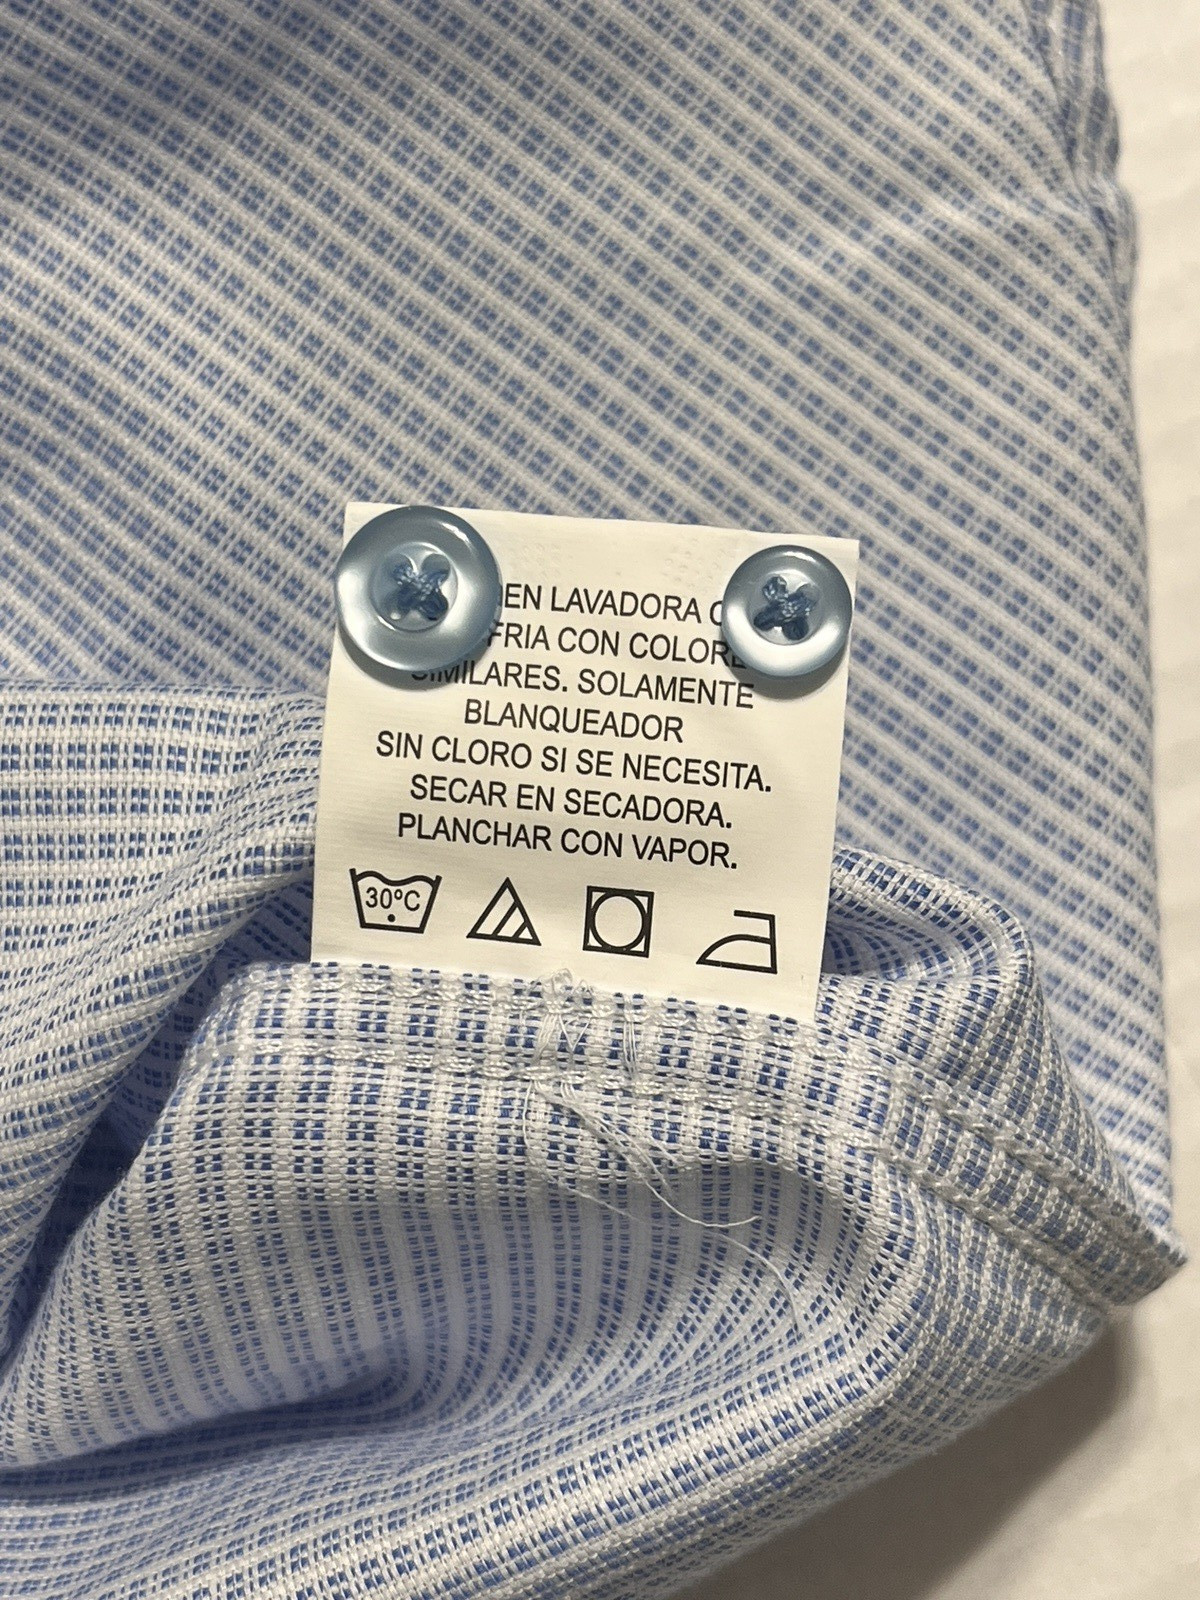 EN LAVADORA
FRIA CON COLORE
SIMILARES. SOLAMENTE
BLANQUEADOR
SIN CLORO SI SE NECESITA.
SECAR EN SECADORA.
PLANCHAR CON VAPOR.
30ºC